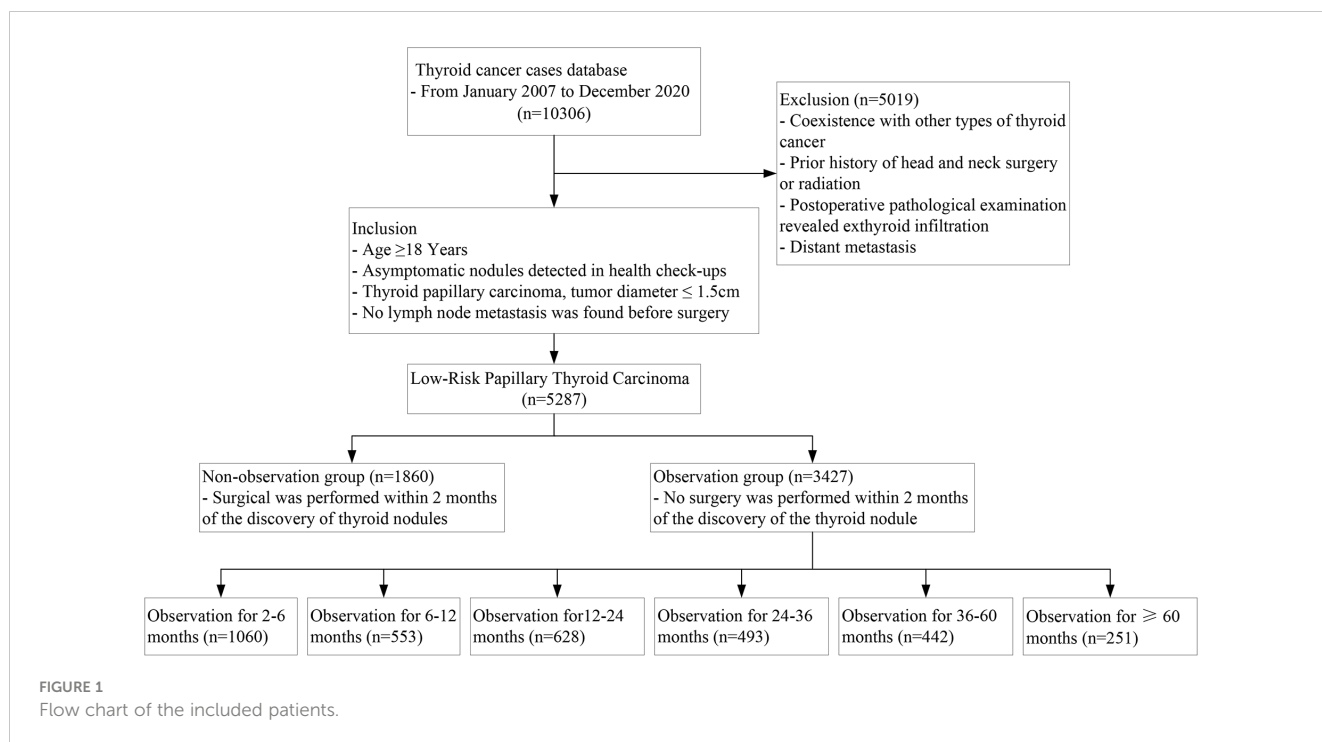 Thyroid cancer cases database
- From January 2007 to December 2020
(n=10306)
Exclusion (n=5019)
- Coexistence with other types of thyroid
cancer
- Prior history of head and neck surgery
or radiation
- Postoperative pathological examination
revealed exthyroid infiltration
- Distant metastasis
Inclusion
- Age ≥18 Years
- Asymptomatic nodules detected in health check-ups
- Thyroid papillary carcinoma, tumor diameter ≤ 1.5cm
- No lymph node metastasis was found before surgery
Low-Risk Papillary Thyroid Carcinoma
(n=5287)
Non-observation group (n=1860)
- Surgical was performed within 2 months
of the discovery of thyroid nodules
Observation group (n=3427)
- No surgery was performed within 2 months
of the discovery of the thyroid nodule
Observation for 2-6
months (n=1060)
Observation for 6-12
months (n=553)
Observation for12-24
months (n=628)
Observation for 24-36
months (n=493)
Observation for 36-60
months (n=442)
Observation for ⩾ 60
months (n=251)
FIGURE 1
Flow chart of the included patients.